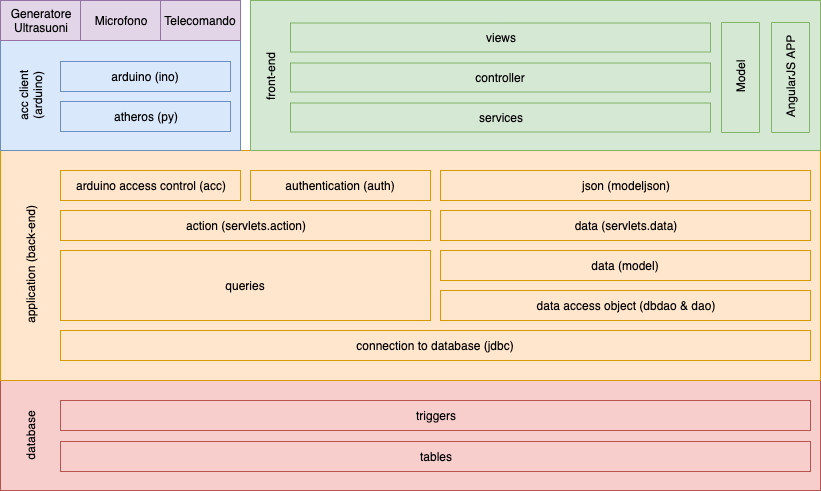 Generatore
Ultrasuoni
Microfono
Telecomando
acc client
(arduino)
arduino (ino)
atheros (py)
front-end
views
controller
services
Model
AngularJS APP
application (back-end)
arduino access control (acc)
authentication (auth)
json (modeljson)
action (servlets.action)
data (servlets.data)
queries
data (model)
data access object (dbdao & dao)
connection to database (jdbc)
database
triggers
tables